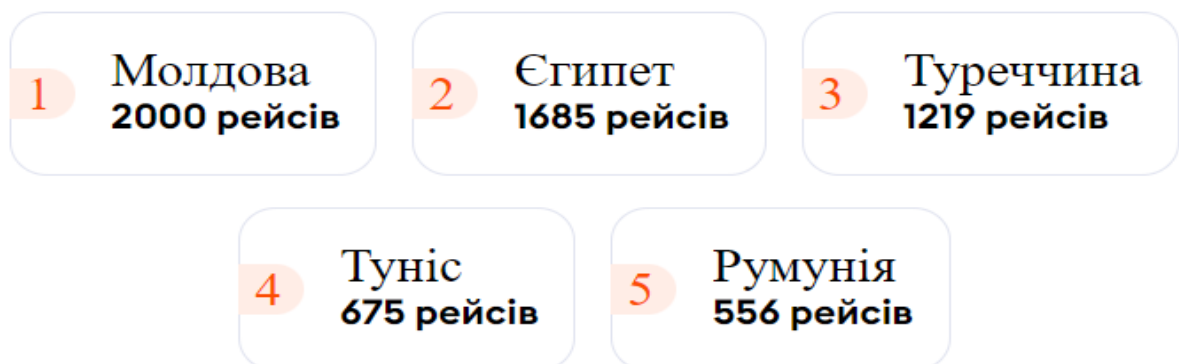 1
Молдова
2000 рейсів
2
Єгипет
1685 рейсів
3
Туреччина
1219 рейсів
4
Туніс
675 рейсів
5
Румунія
556 рейсів